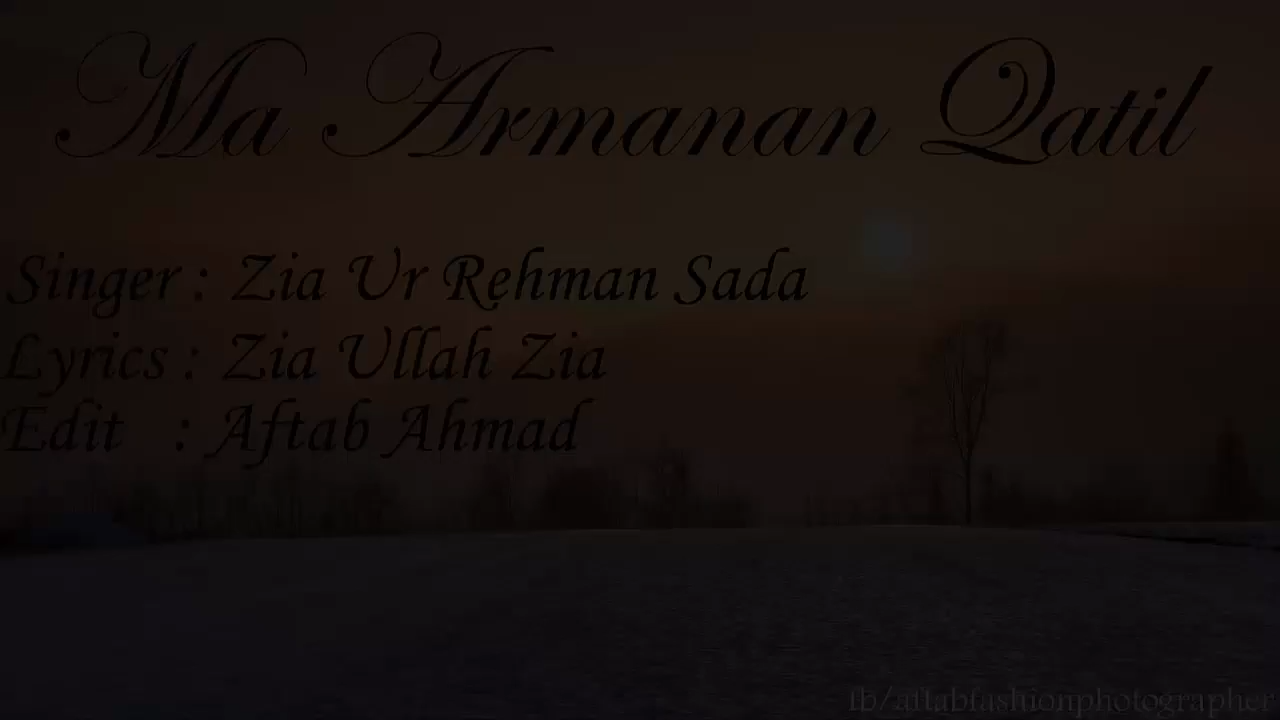 Ma Armanan Qatil
Singer : Zia Ur Rehman Sada
Lyrics : Zia Ullah Zia
Edit : Aftab Ahmad
fb/aftabfashionphotographer